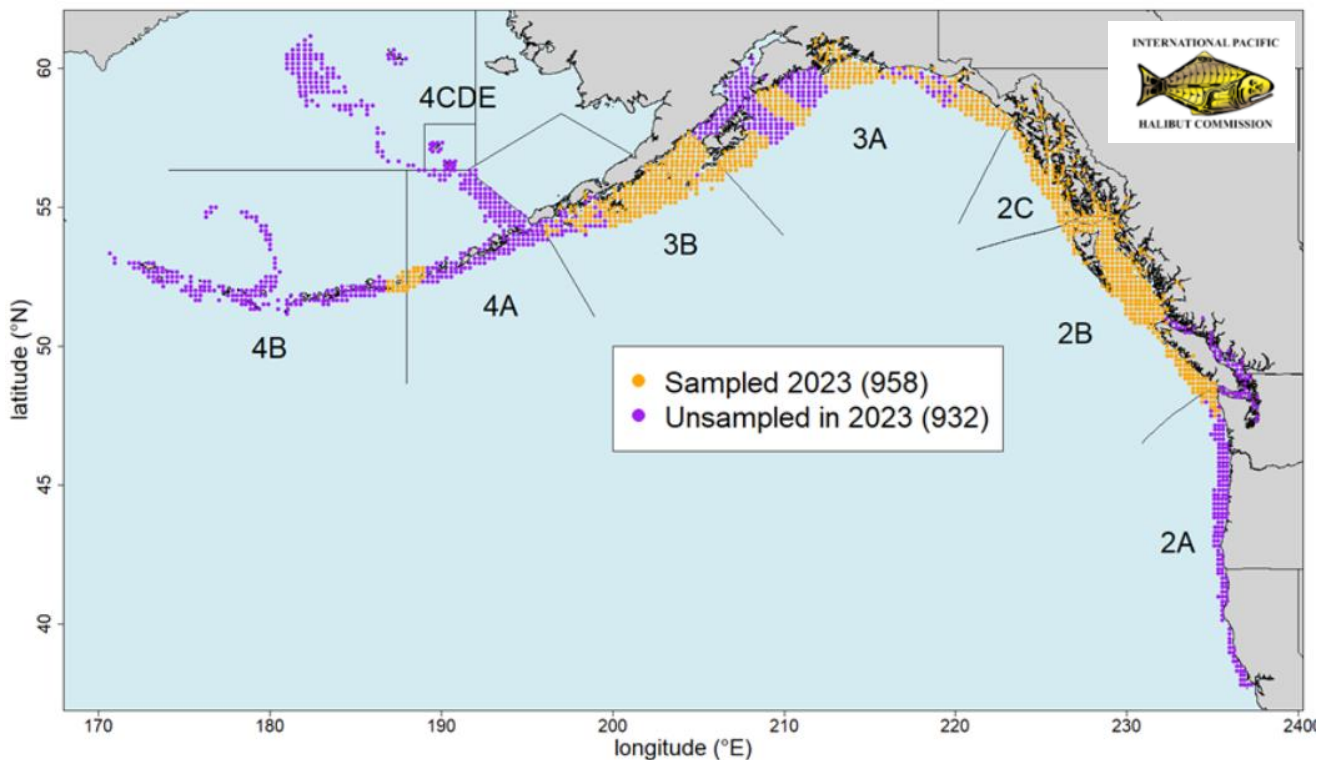 INTERNATIONAL PACIFIC
HALIBUT COMMISSION
4CDE
3A
2C
3B
4A
4B
2B
2A
Sampled 2023 (958)
Unsampled in 2023 (932)
latitude (°N)
60
55
50
45
40
170
180
190
200
210
220
230
2400
longitude (°E)